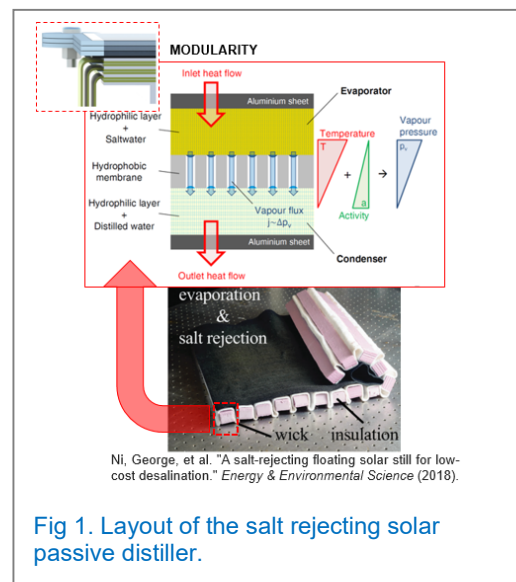 MODULARITY
Inlet heat flow
Aluminium sheet
Evaporator
Hydrophilic layer
+
Saltwater
Temperature
T
Vapour
pressure
pv
Hydrophobic
membrane
+
a
→
Activity
Hydrophilic layer
+
Distilled water
Vapour flux
j~Δpv
Aluminium sheet
Condenser
Outlet heat flow
evaporation
&
salt rejection
wick
insulation
Ni, George, et al. "A salt-rejecting floating solar still for low-
cost desalination." Energy & Environmental Science (2018).
Fig 1. Layout of the salt rejecting solar
passive distiller.